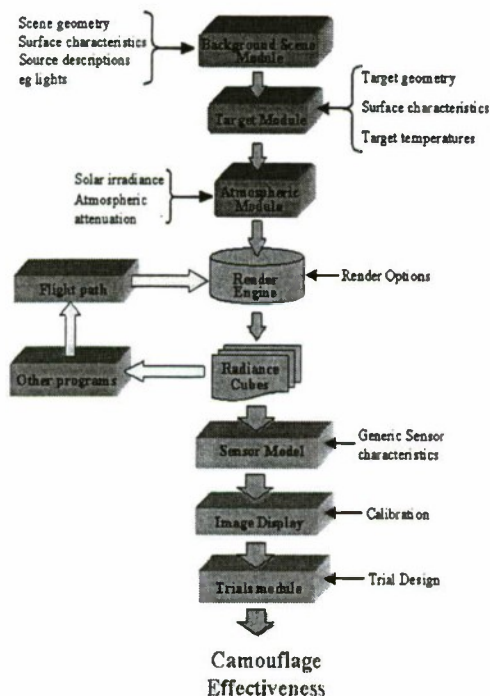 Scene geometry
Surface characteristics
Source descriptions
eg lights
Background Scene
Module
Target Module
Target geometry
Surface characteristics
Target temperatures
Solar irradiance
Atmospheric
attenuation
Atmospheric
Module
Flight path
Render
Engine
Render Options
Other programs
Radiance
Cubes
Sensor Model
Generic Sensor
characteristics
Image Display
Calibration
Trials module
Trial Design
Camouflage
Effectiveness